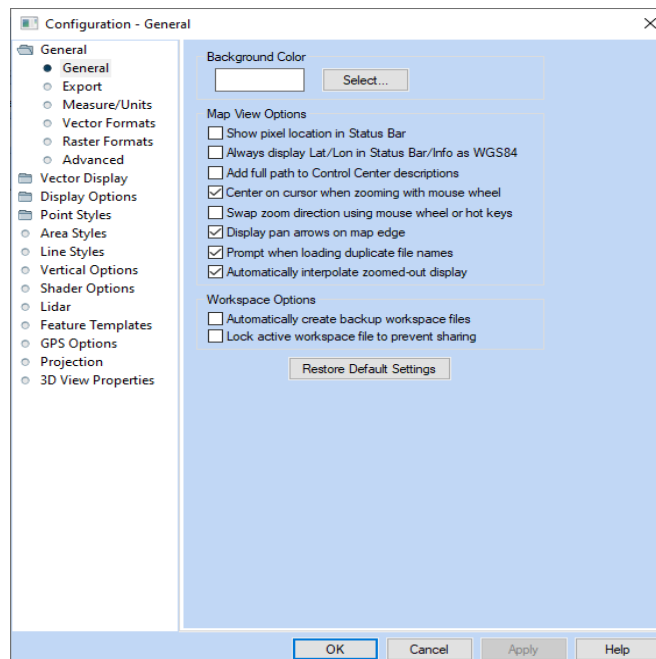 Configuration - General
General
General
Export
Measure/Units
Vector Formats
Raster Formats
Advanced
Vector Display
Display Options
Point Styles
Area Styles
Line Styles
Vertical Options
Shader Options
Lidar
Feature Templates
GPS Options
Projection
3D View Properties
Background Color
Select...
Map View Options
Show pixel location in Status Bar
Always display Lat/Lon in Status Bar/Info as WGS84
Add full path to Control Center descriptions
Center on cursor when zooming with mouse wheel
Swap zoom direction using mouse wheel or hot keys
Display pan arrows on map edge
Prompt when loading duplicate file names
Automatically interpolate zoomed-out display
Workspace Options
Automatically create backup workspace files
Lock active workspace file to prevent sharing
Restore Default Settings
OK Cancel Apply Help